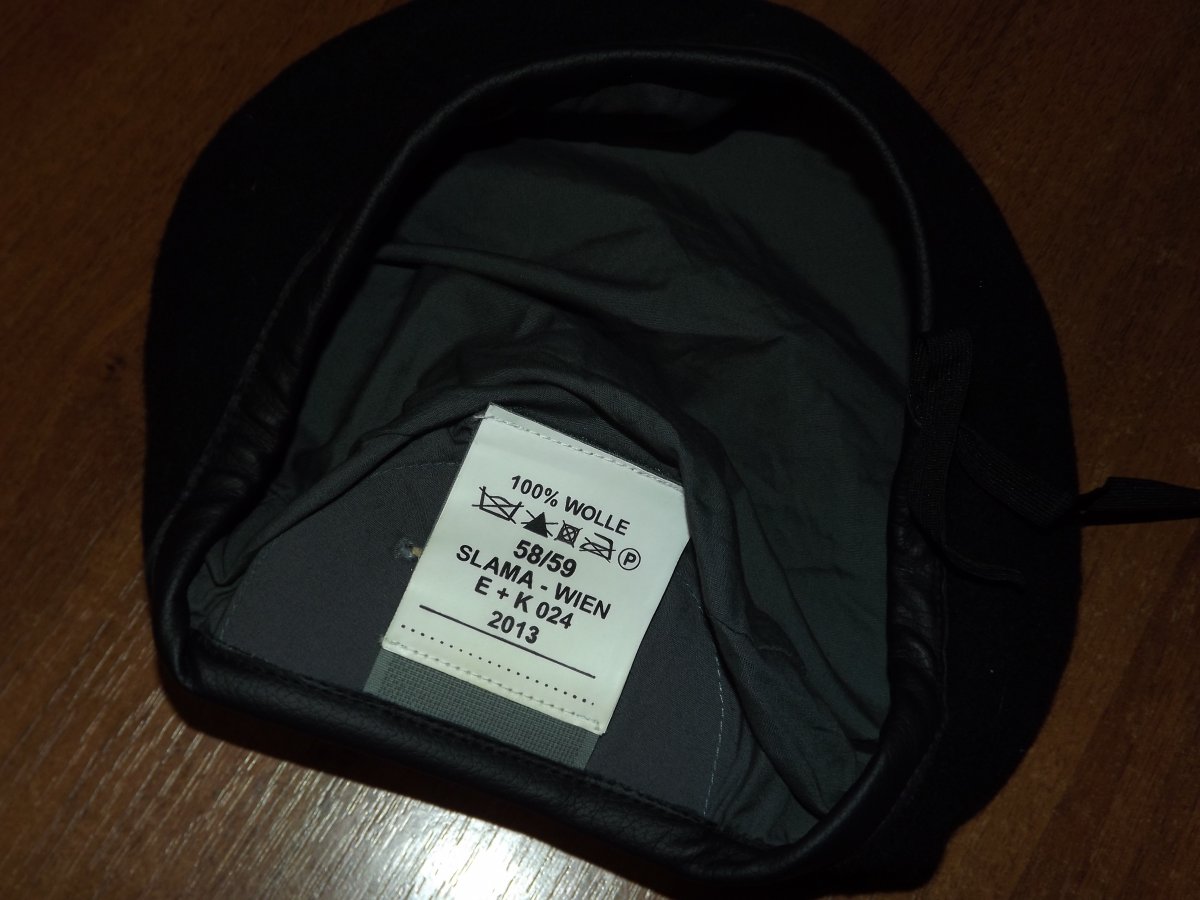 100% WOLLE
P
58/59
SLAMA - WIEN
E + K 024
2013